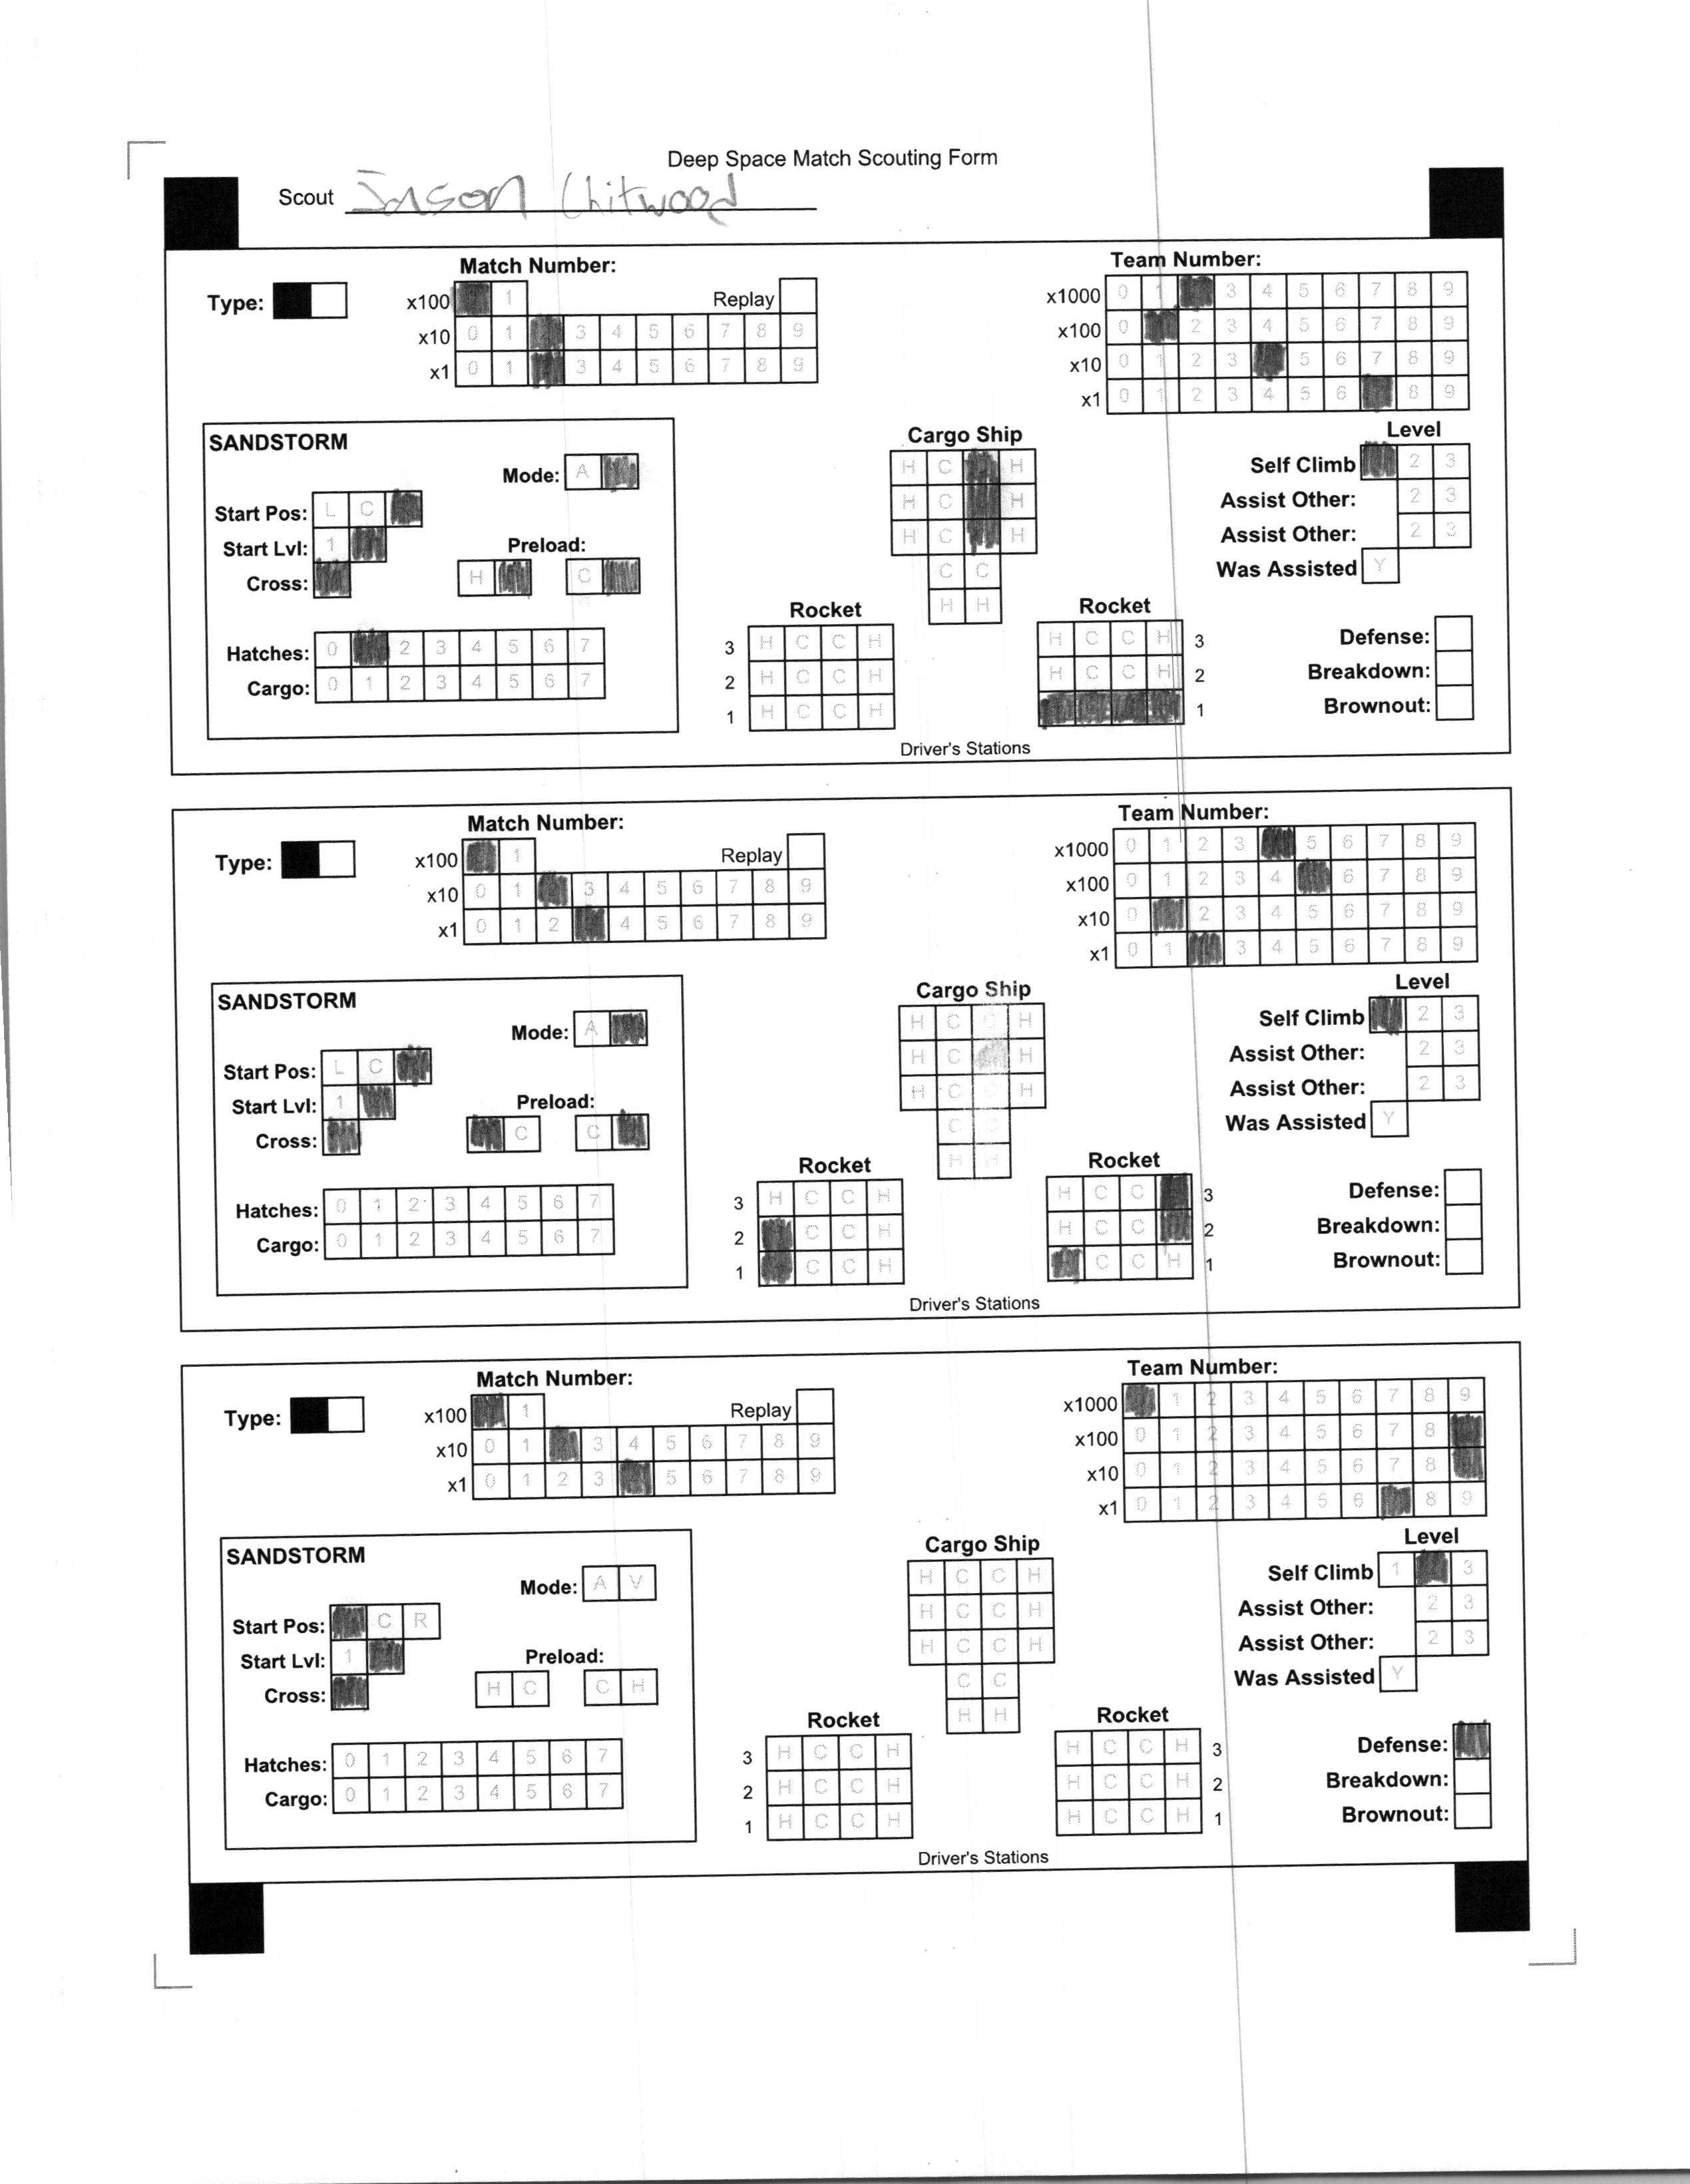 Deep Space Match Scouting Form
Scout Jason Chitwood
Match Number:
Team Number:
Type:
x100 1 Replay
x10 0 1 3 4 5 6 7 8 9
x1 0 1 3 4 5 6 7 8 9
x1000 0 1 3 4 5 6 7 8 9
x100 0 2 3 4 5 6 7 8 9
x10 0 1 2 3 5 6 7 8 9
x1 0 1 2 3 4 5 6 8 9
SANDSTORM
Mode: A
Start Pos: L C
Start Lvl: 1
Preload:
Cross:
H C
Hatches: 0 2 3 4 5 6 7
Cargo: 0 1 2 3 4 5 6 7
Cargo Ship
H C H
H C H
H C H
C C
H H
Rocket
3 H C C H
2 H C C H
1 H C C H
Rocket
H C C H 3
H C C H 2
1
Driver's Stations
Level
Self Climb 2 3
Assist Other: 2 3
Assist Other: 2 3
Was Assisted Y
Defense:
Breakdown:
Brownout:
Match Number:
Team Number:
Type:
x100 1 Replay
x10 0 1 3 4 5 6 7 8 9
x1 0 1 2 4 5 6 7 8 9
x1000 0 1 2 3 5 6 7 8 9
x100 0 1 2 3 4 6 7 8 9
x10 0 2 3 4 5 6 7 8 9
x1 0 1 3 4 5 6 7 8 9
SANDSTORM
Mode: A
Start Pos: L C
Start Lvl: 1
Preload:
Cross:
C C
Hatches: 0 1 2 3 4 5 6 7
Cargo: 0 1 2 3 4 5 6 7
Cargo Ship
H C C H
H C H
H C C H
C C
H H
Rocket
3 H C C H
2 C C H
1 C C H
Rocket
H C C 3
H C C 2
C C H 1
Driver's Stations
Level
Self Climb 2 3
Assist Other: 2 3
Assist Other: 2 3
Was Assisted Y
Defense:
Breakdown:
Brownout:
Match Number:
Team Number:
Type:
x100 1 Replay
x10 0 1 3 4 5 6 7 8 9
x1 0 1 2 3 5 6 7 8 9
x1000 1 2 3 4 5 6 7 8 9
x100 0 1 2 3 4 5 6 7 8
x10 0 1 2 3 4 5 6 7 8
x1 0 1 2 3 4 5 6 8 9
SANDSTORM
Mode: A V
Start Pos: C R
Start Lvl: 1
Preload:
Cross:
H C C H
Hatches: 0 1 2 3 4 5 6 7
Cargo: 0 1 2 3 4 5 6 7
Cargo Ship
H C C H
H C C H
H C C H
C C
H H
Rocket
3 H C C H
2 H C C H
1 H C C H
Rocket
H C C H 3
H C C H 2
H C C H 1
Driver's Stations
Level
Self Climb 1 3
Assist Other: 2 3
Assist Other: 2 3
Was Assisted Y
Defense:
Breakdown:
Brownout: